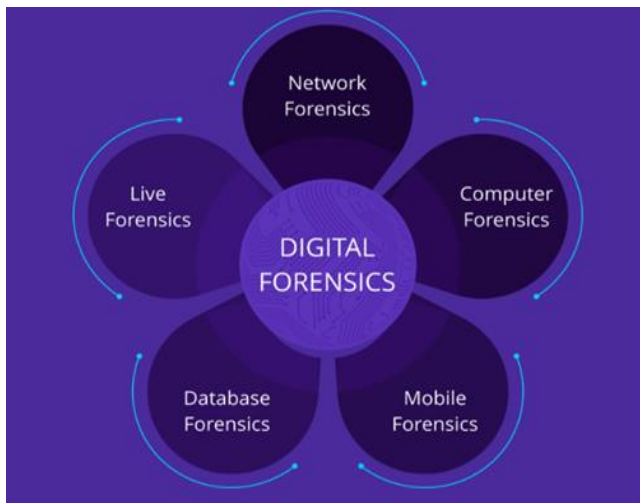 Network
Forensics
Live
Forensics
Computer
Forensics
DIGITAL
FORENSICS
Database
Forensics
Mobile
Forensics